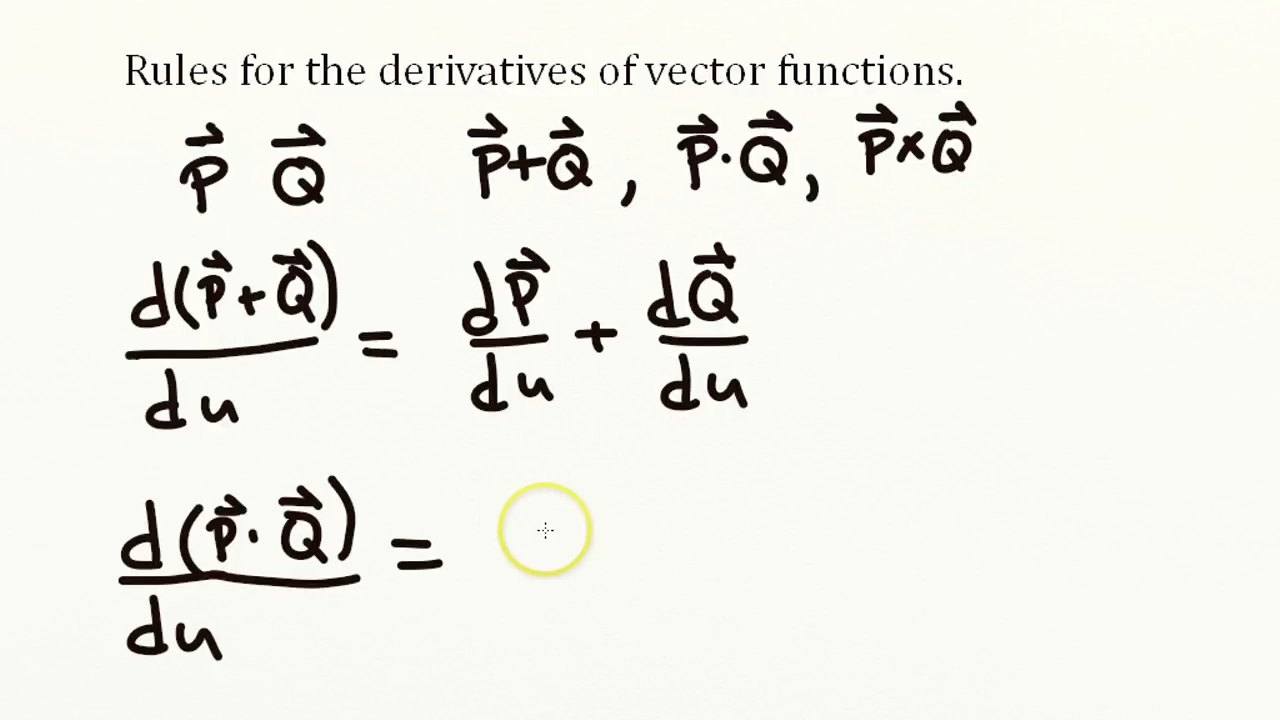 Rules for the derivatives of vector functions.
P⃗ Q⃗ P⃗+Q⃗ , P⃗·Q⃗ , P⃗×Q⃗
d(P⃗+Q⃗)/du = dP⃗/du + dQ⃗/du
d(P⃗·Q⃗)/du =